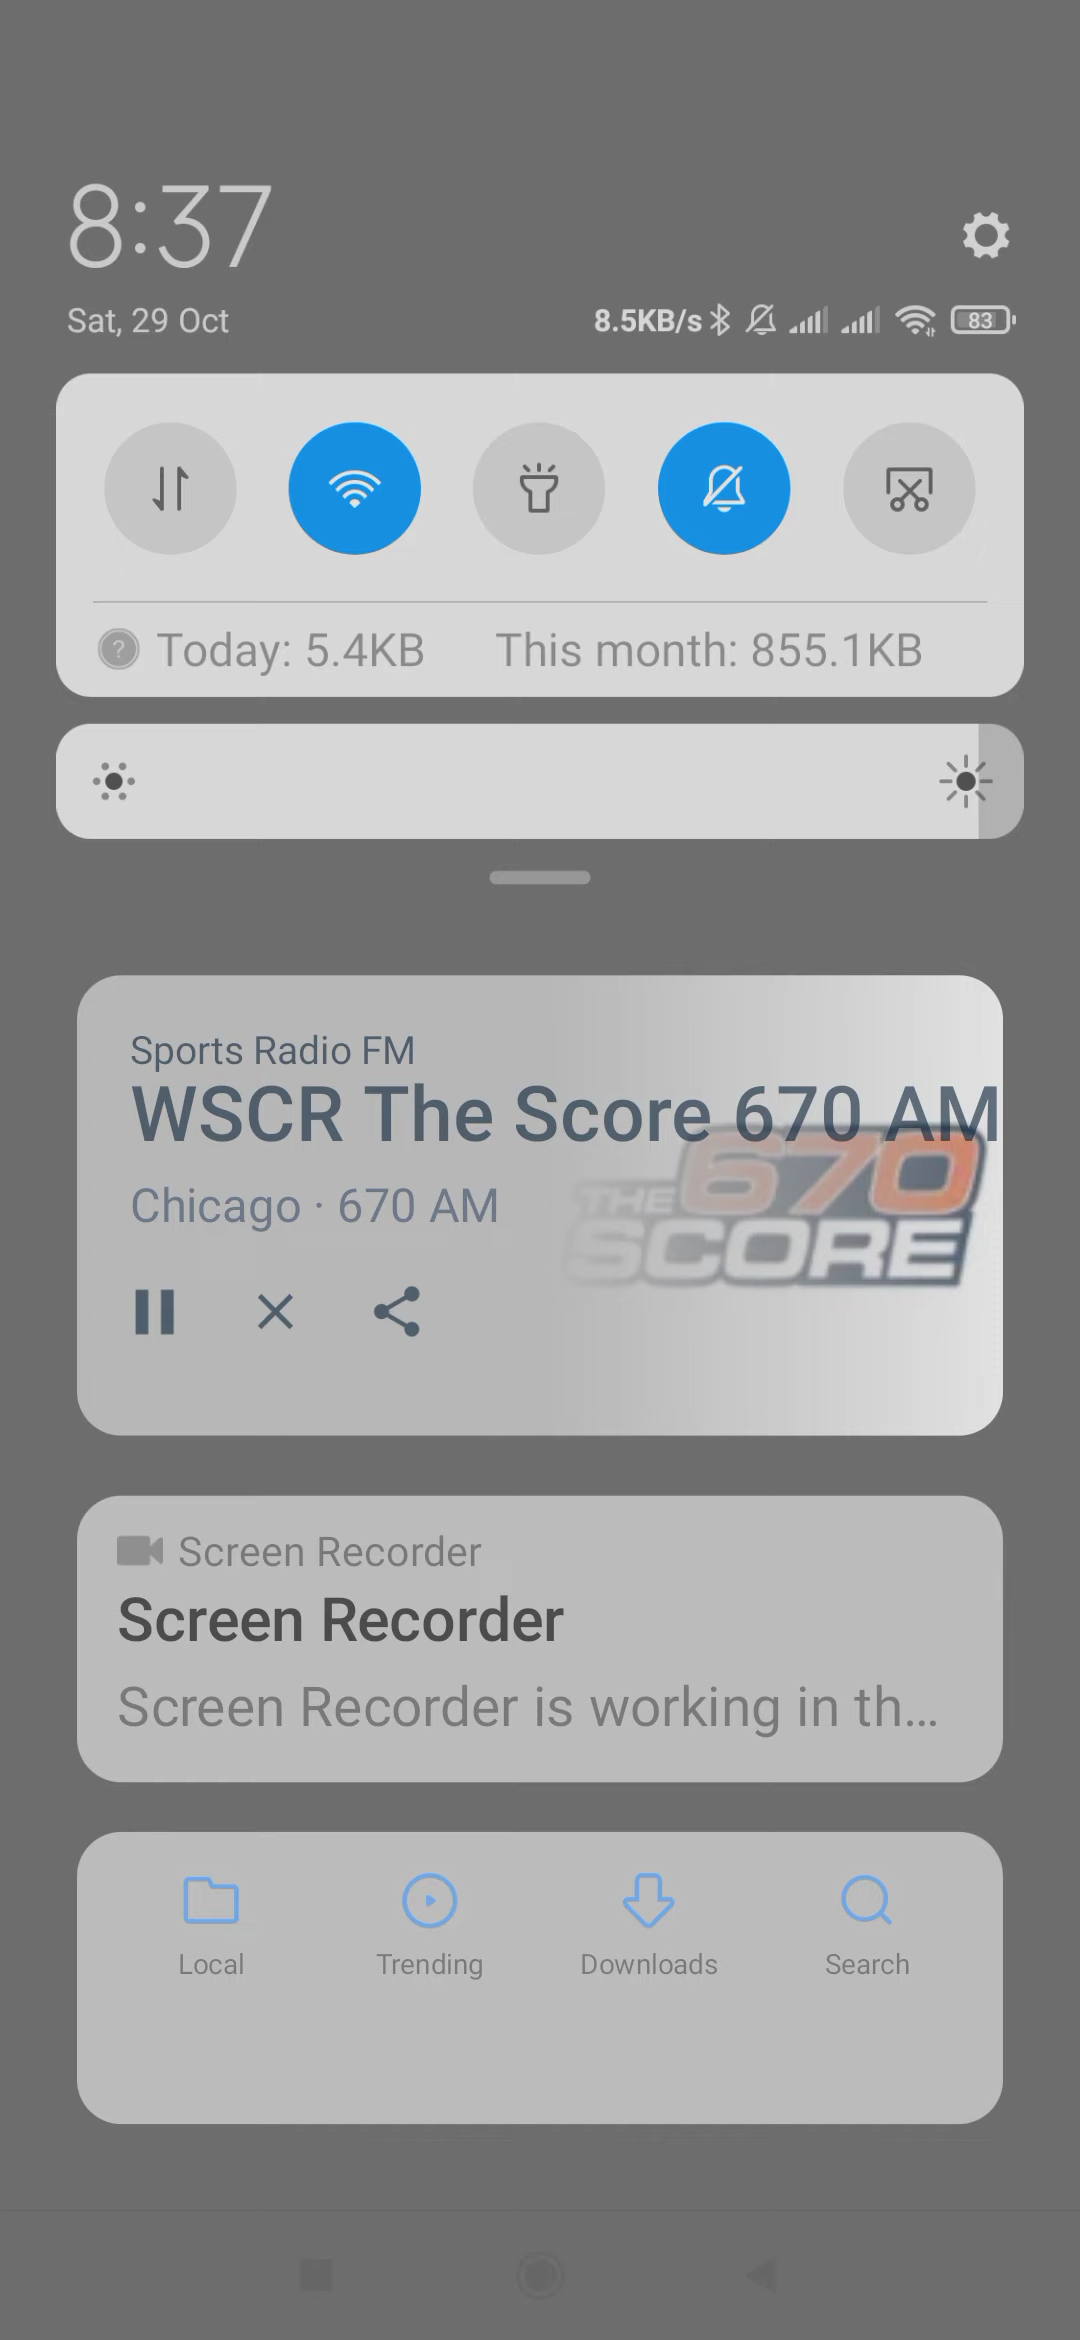 8:37
Sat, 29 Oct
8.5KB/s
83
Today: 5.4KB This month: 855.1KB
Sports Radio FM
WSCR The Score 670 AM
Chicago · 670 AM
THE 670
SCORE
Screen Recorder
Screen Recorder
Screen Recorder is working in th...
Local Trending Downloads Search